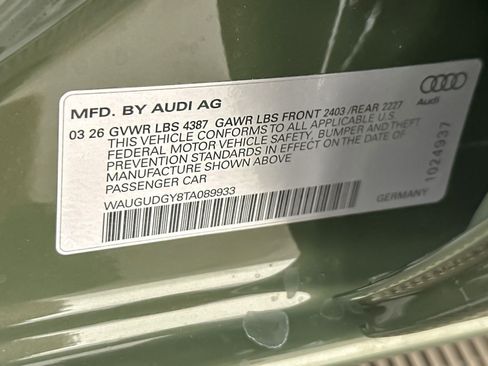 MFD. BY AUDI AG
03 26 GVWR LBS 4387 GAWR LBS FRONT 2403 /REAR 2227
THIS VEHICLE CONFORMS TO ALL APPLICABLE U.S.
FEDERAL MOTOR VEHICLE SAFETY, BUMPER AND THEFT
PREVENTION STANDARDS IN EFFECT ON THE DATE OF
MANUFACTURE SHOWN ABOVE
PASSENGER CAR
WAUGUDGY8TA089933
GERMANY
Audi
1024937